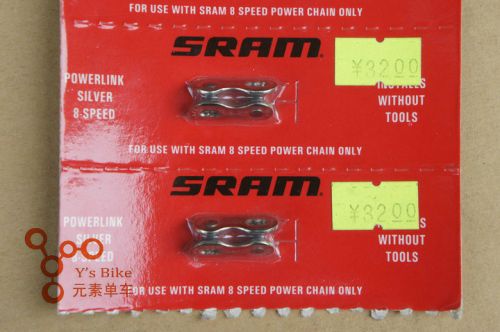 FOR USE WITH SRAM 8 SPEED POWER CHAIN ONLY
SRAM
¥32.00
POWERLINK
SILVER
8 SPEED
INSTALLS
WITHOUT
TOOLS
FOR USE WITH SRAM 8 SPEED POWER CHAIN ONLY
SRAM
¥32.00
POWERLINK
SILVER
8 SPEED
WITHOUT
TOOLS
FOR USE WITH SRAM 8 SPEED POWER CHAIN ONLY
Y's Bike
元素单车